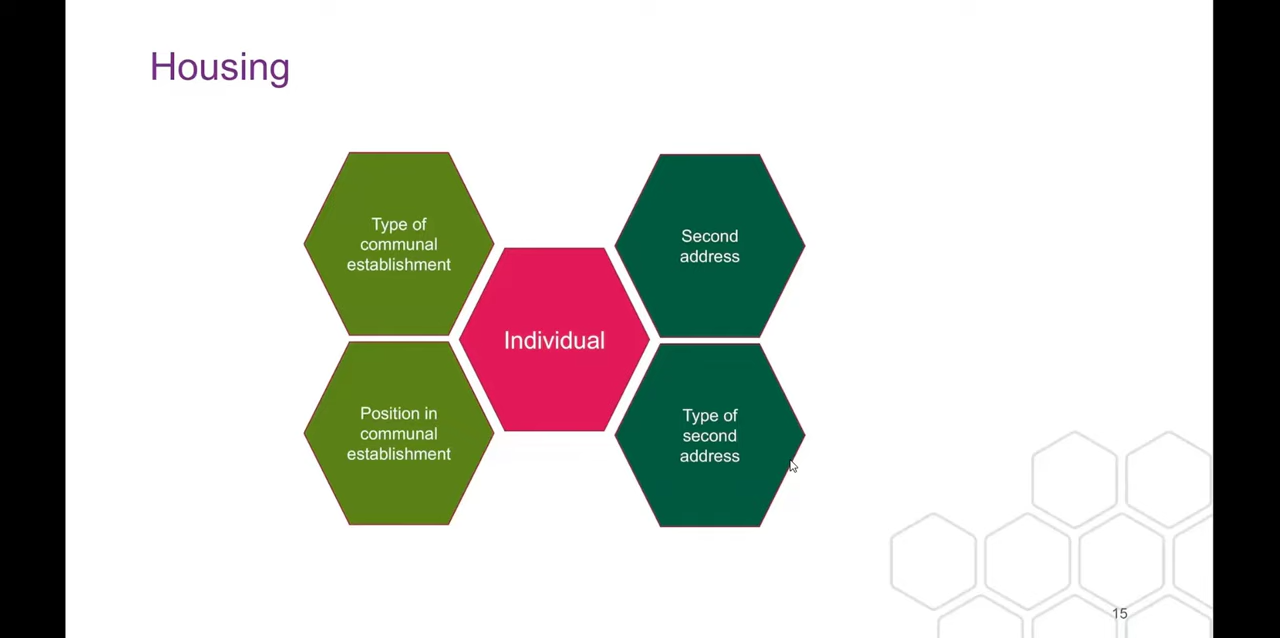 Housing
Type of
communal
establishment
Second
address
Individual
Position in
communal
establishment
Type of
second
address
15